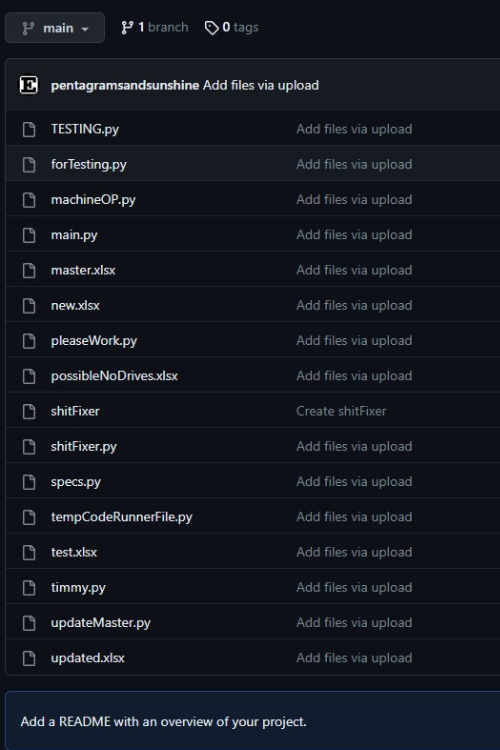 main 1 branch 0 tags
E pentagramsandsunshine Add files via upload
TESTING.py Add files via upload
forTesting.py Add files via upload
machineOP.py Add files via upload
main.py Add files via upload
master.xlsx Add files via upload
new.xlsx Add files via upload
pleaseWork.py Add files via upload
possibleNoDrives.xlsx Add files via upload
shitFixer Create shitFixer
shitFixer.py Add files via upload
specs.py Add files via upload
tempCodeRunnerFile.py Add files via upload
test.xlsx Add files via upload
timmy.py Add files via upload
updateMaster.py Add files via upload
updated.xlsx Add files via upload
Add a README with an overview of your project.